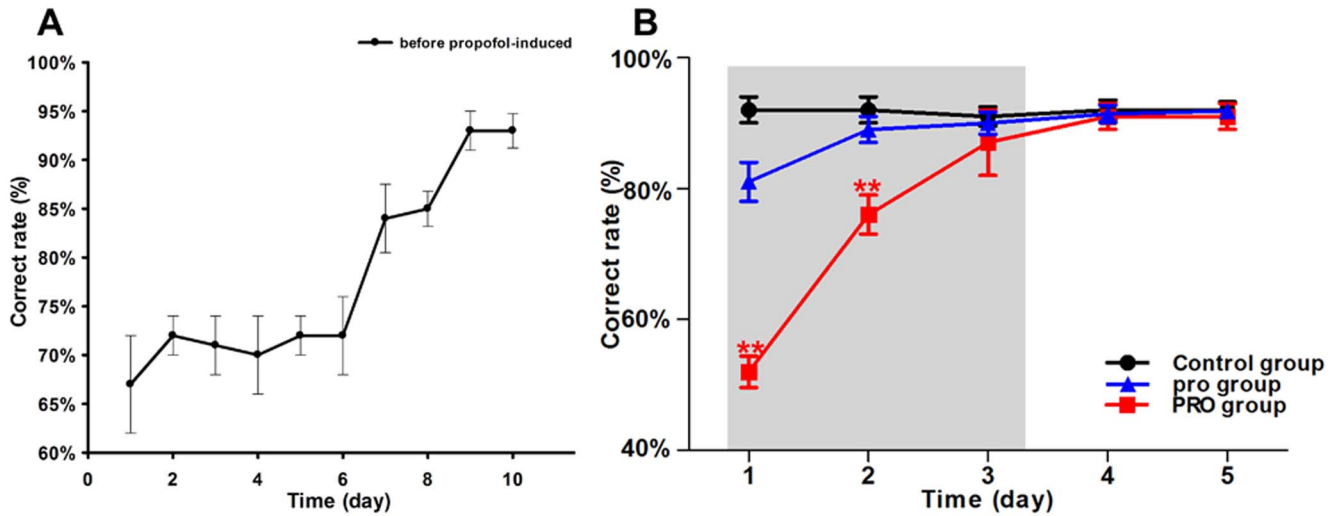 A
before propofol-induced
100%
95%
90%
85%
80%
75%
70%
65%
60%
Correct rate (%)
0 2 4 6 8 10
Time (day)
B
100%
80%
60%
40%
Correct rate (%)
**
**
Control group
pro group
PRO group
1 2 3 4 5
Time (day)